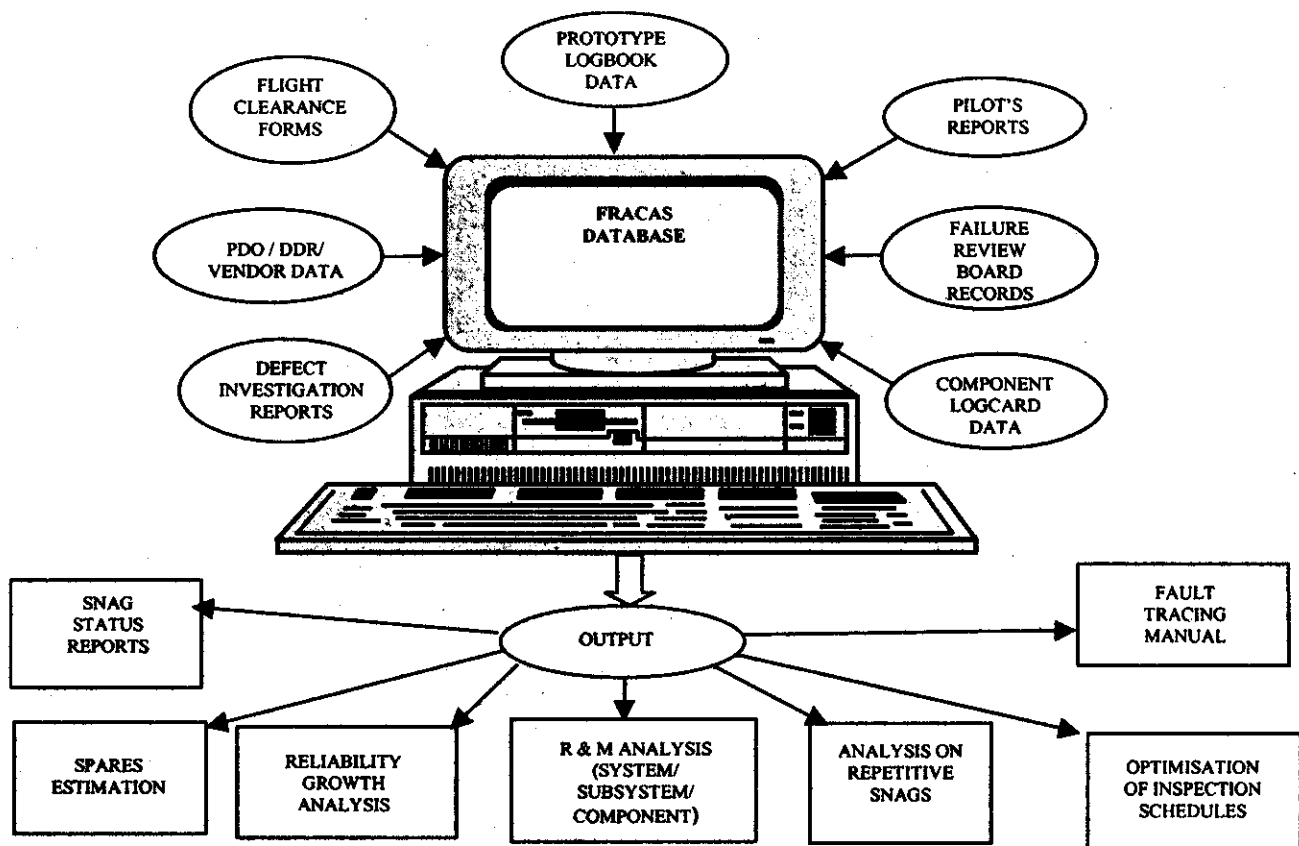 PROTOTYPE
LOGBOOK
DATA
FLIGHT
CLEARANCE
FORMS
PILOT'S
REPORTS
FRACAS
DATABASE
PDO / DDR/
VENDOR DATA
FAILURE
REVIEW
BOARD
RECORDS
DEFECT
INVESTIGATION
REPORTS
COMPONENT
LOGCARD
DATA
SNAG
STATUS
REPORTS
OUTPUT
FAULT
TRACING
MANUAL
SPARES
ESTIMATION
RELIABILITY
GROWTH
ANALYSIS
R & M ANALYSIS
(SYSTEM/
SUBSYSTEM/
COMPONENT)
ANALYSIS ON
REPETITIVE
SNAGS
OPTIMISATION
OF INSPECTION
SCHEDULES